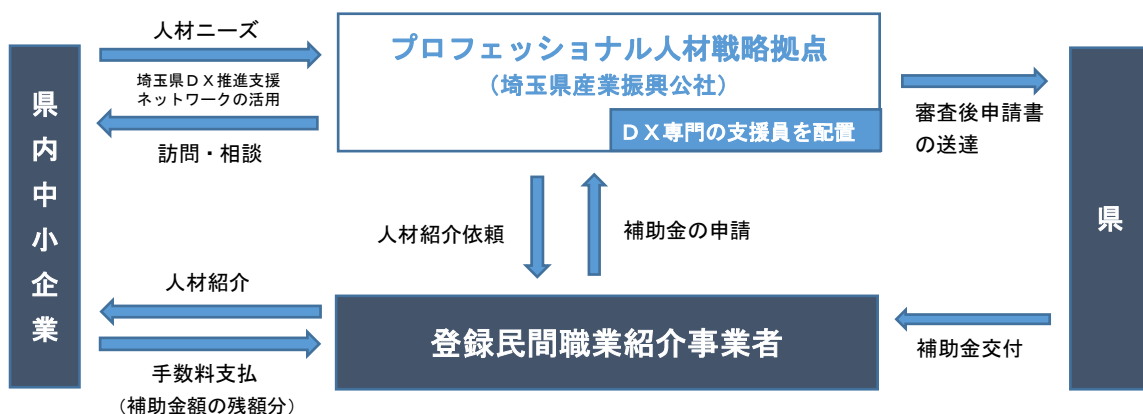 人材ニーズ
埼玉県ＤＸ推進支援
ネットワークの活用
訪問・相談
県内中小企業
プロフェッショナル人材戦略拠点
（埼玉県産業振興公社）
ＤＸ専門の支援員を配置
審査後申請書
の送達
県
人材紹介依頼
補助金の申請
人材紹介
手数料支払
（補助金額の残額分）
登録民間職業紹介事業者
補助金交付